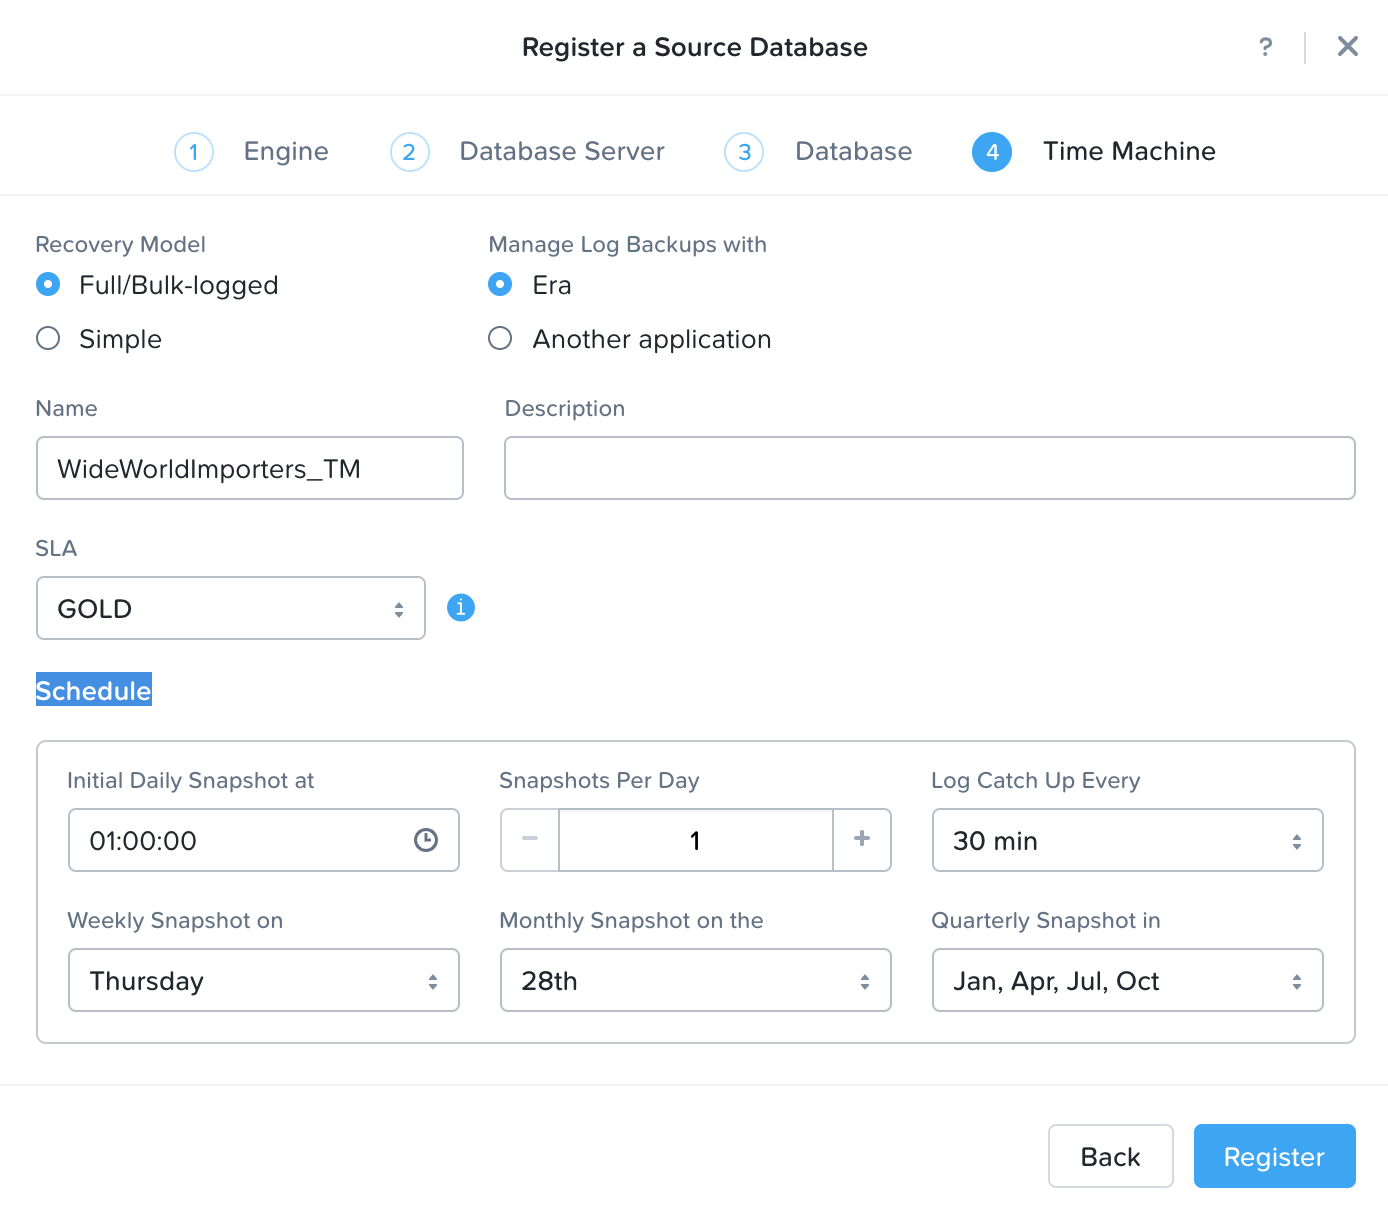 Register a Source Database
?
1 Engine 2 Database Server 3 Database 4 Time Machine
Recovery Model
Full/Bulk-logged
Simple
Manage Log Backups with
Era
Another application
Name
WideWorldImporters_TM
Description
SLA
GOLD
i
Schedule
Initial Daily Snapshot at
01:00:00
Snapshots Per Day
1
Log Catch Up Every
30 min
Weekly Snapshot on
Thursday
Monthly Snapshot on the
28th
Quarterly Snapshot in
Jan, Apr, Jul, Oct
Back
Register